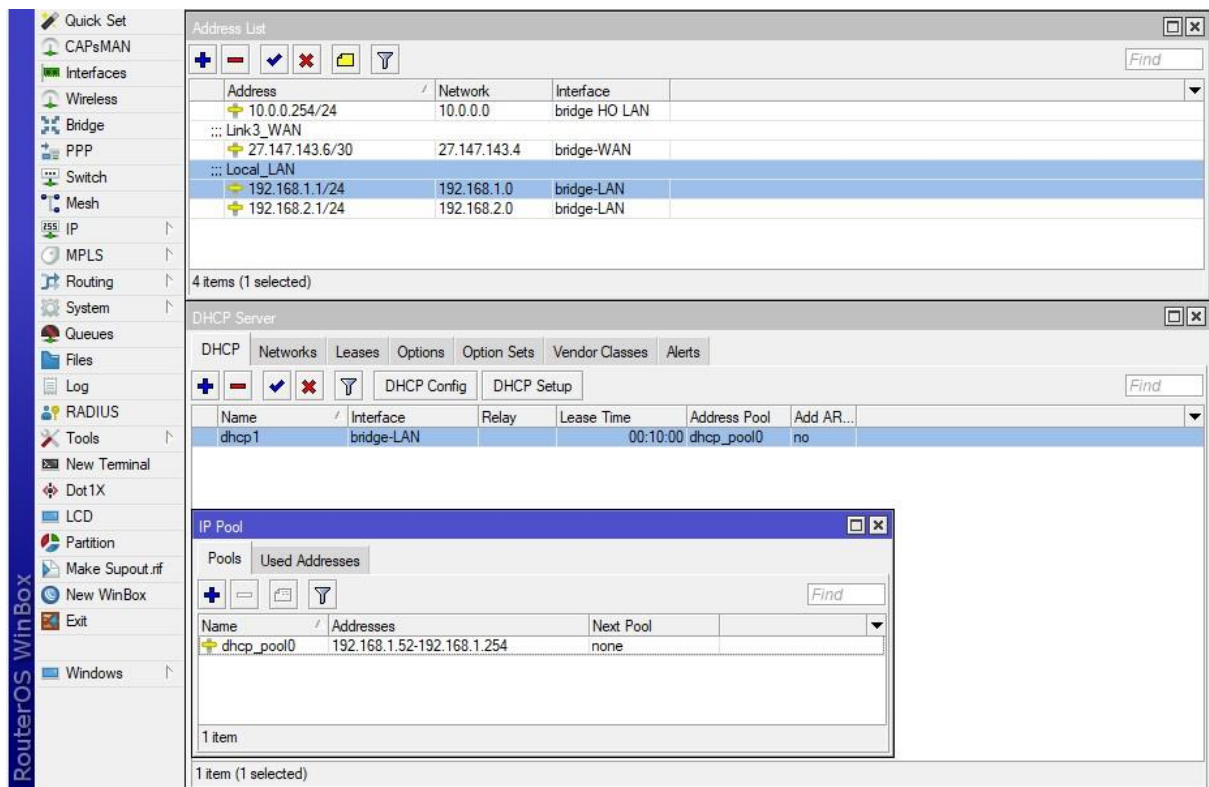 Quick Set
CAPsMAN
Interfaces
Wireless
Bridge
PPP
Switch
Mesh
255 IP
MPLS
Routing
System
Queues
Files
Log
RADIUS
Tools
New Terminal
Dot1X
LCD
Partition
Make Supout.rif
New WinBox
Exit
Windows
RouterOS WinBox
Address List
Find
Address Network Interface
10.0.0.254/24 10.0.0.0 bridge HO LAN
;;; Link3_WAN
27.147.143.6/30 27.147.143.4 bridge-WAN
;;; Local_LAN
192.168.1.1/24 192.168.1.0 bridge-LAN
192.168.2.1/24 192.168.2.0 bridge-LAN
4 items (1 selected)
DHCP Server
DHCP Networks Leases Options Option Sets Vendor Classes Alerts
DHCP Config DHCP Setup Find
Name Interface Relay Lease Time Address Pool Add AR...
dhcp1 bridge-LAN 00:10:00 dhcp_pool0 no
IP Pool
Pools Used Addresses
Find
Name Addresses Next Pool
dhcp_pool0 192.168.1.52-192.168.1.254 none
1 item
1 item (1 selected)